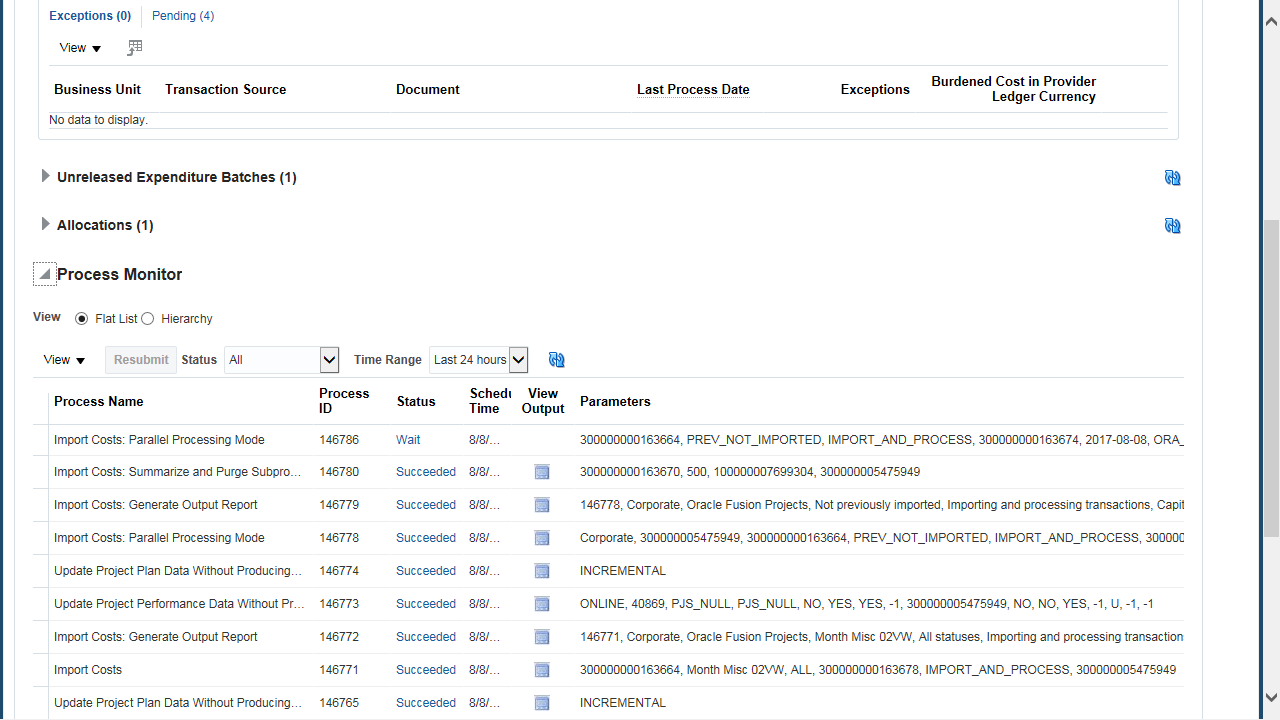 Exceptions (0) Pending (4)
View
Business Unit Transaction Source Document Last Process Date Exceptions Burdened Cost in Provider
Ledger Currency
No data to display.
Unreleased Expenditure Batches (1)
Allocations (1)
Process Monitor
View Flat List Hierarchy
View Resubmit Status All Time Range Last 24 hours
Process Name Process ID Status Schedu Time View Output Parameters
Import Costs: Parallel Processing Mode 146786 Wait 8/8/... 300000000163664, PREV_NOT_IMPORTED, IMPORT_AND_PROCESS, 300000000163674, 2017-08-08, ORA_
Import Costs: Summarize and Purge Subpro... 146780 Succeeded 8/8/... 300000000163670, 500, 100000007699304, 300000005475949
Import Costs: Generate Output Report 146779 Succeeded 8/8/... 146778, Corporate, Oracle Fusion Projects, Not previously imported, Importing and processing transactions, Capit
Import Costs: Parallel Processing Mode 146778 Succeeded 8/8/... Corporate, 300000005475949, 300000000163664, PREV_NOT_IMPORTED, IMPORT_AND_PROCESS, 30000
Update Project Plan Data Without Producing... 146774 Succeeded 8/8/... INCREMENTAL
Update Project Performance Data Without Pr... 146773 Succeeded 8/8/... ONLINE, 40869, PJS_NULL, PJS_NULL, NO, YES, YES, -1, 300000005475949, NO, NO, YES, -1, U, -1, -1
Import Costs: Generate Output Report 146772 Succeeded 8/8/... 146771, Corporate, Oracle Fusion Projects, Month Misc 02VW, All statuses, Importing and processing transaction
Import Costs 146771 Succeeded 8/8/... 300000000163664, Month Misc 02VW, ALL, 300000000163678, IMPORT_AND_PROCESS, 300000005475949
Update Project Plan Data Without Producing... 146765 Succeeded 8/8/... INCREMENTAL